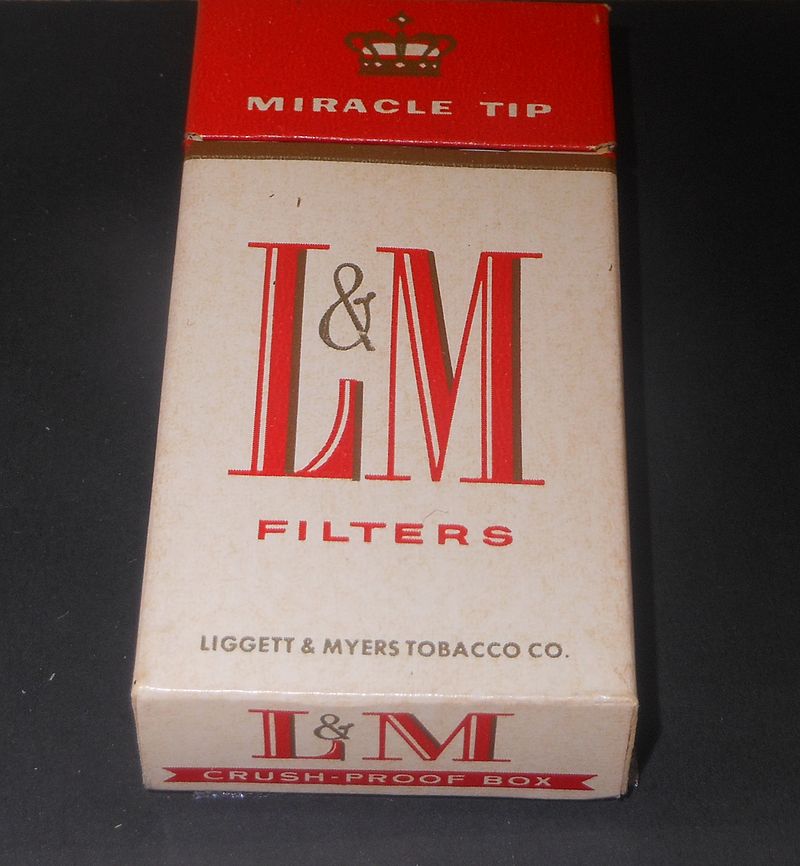 MIRACLE TIP
L&M
FILTERS
LIGGETT & MYERS TOBACCO CO.
L&M
CRUSH-PROOF BOX